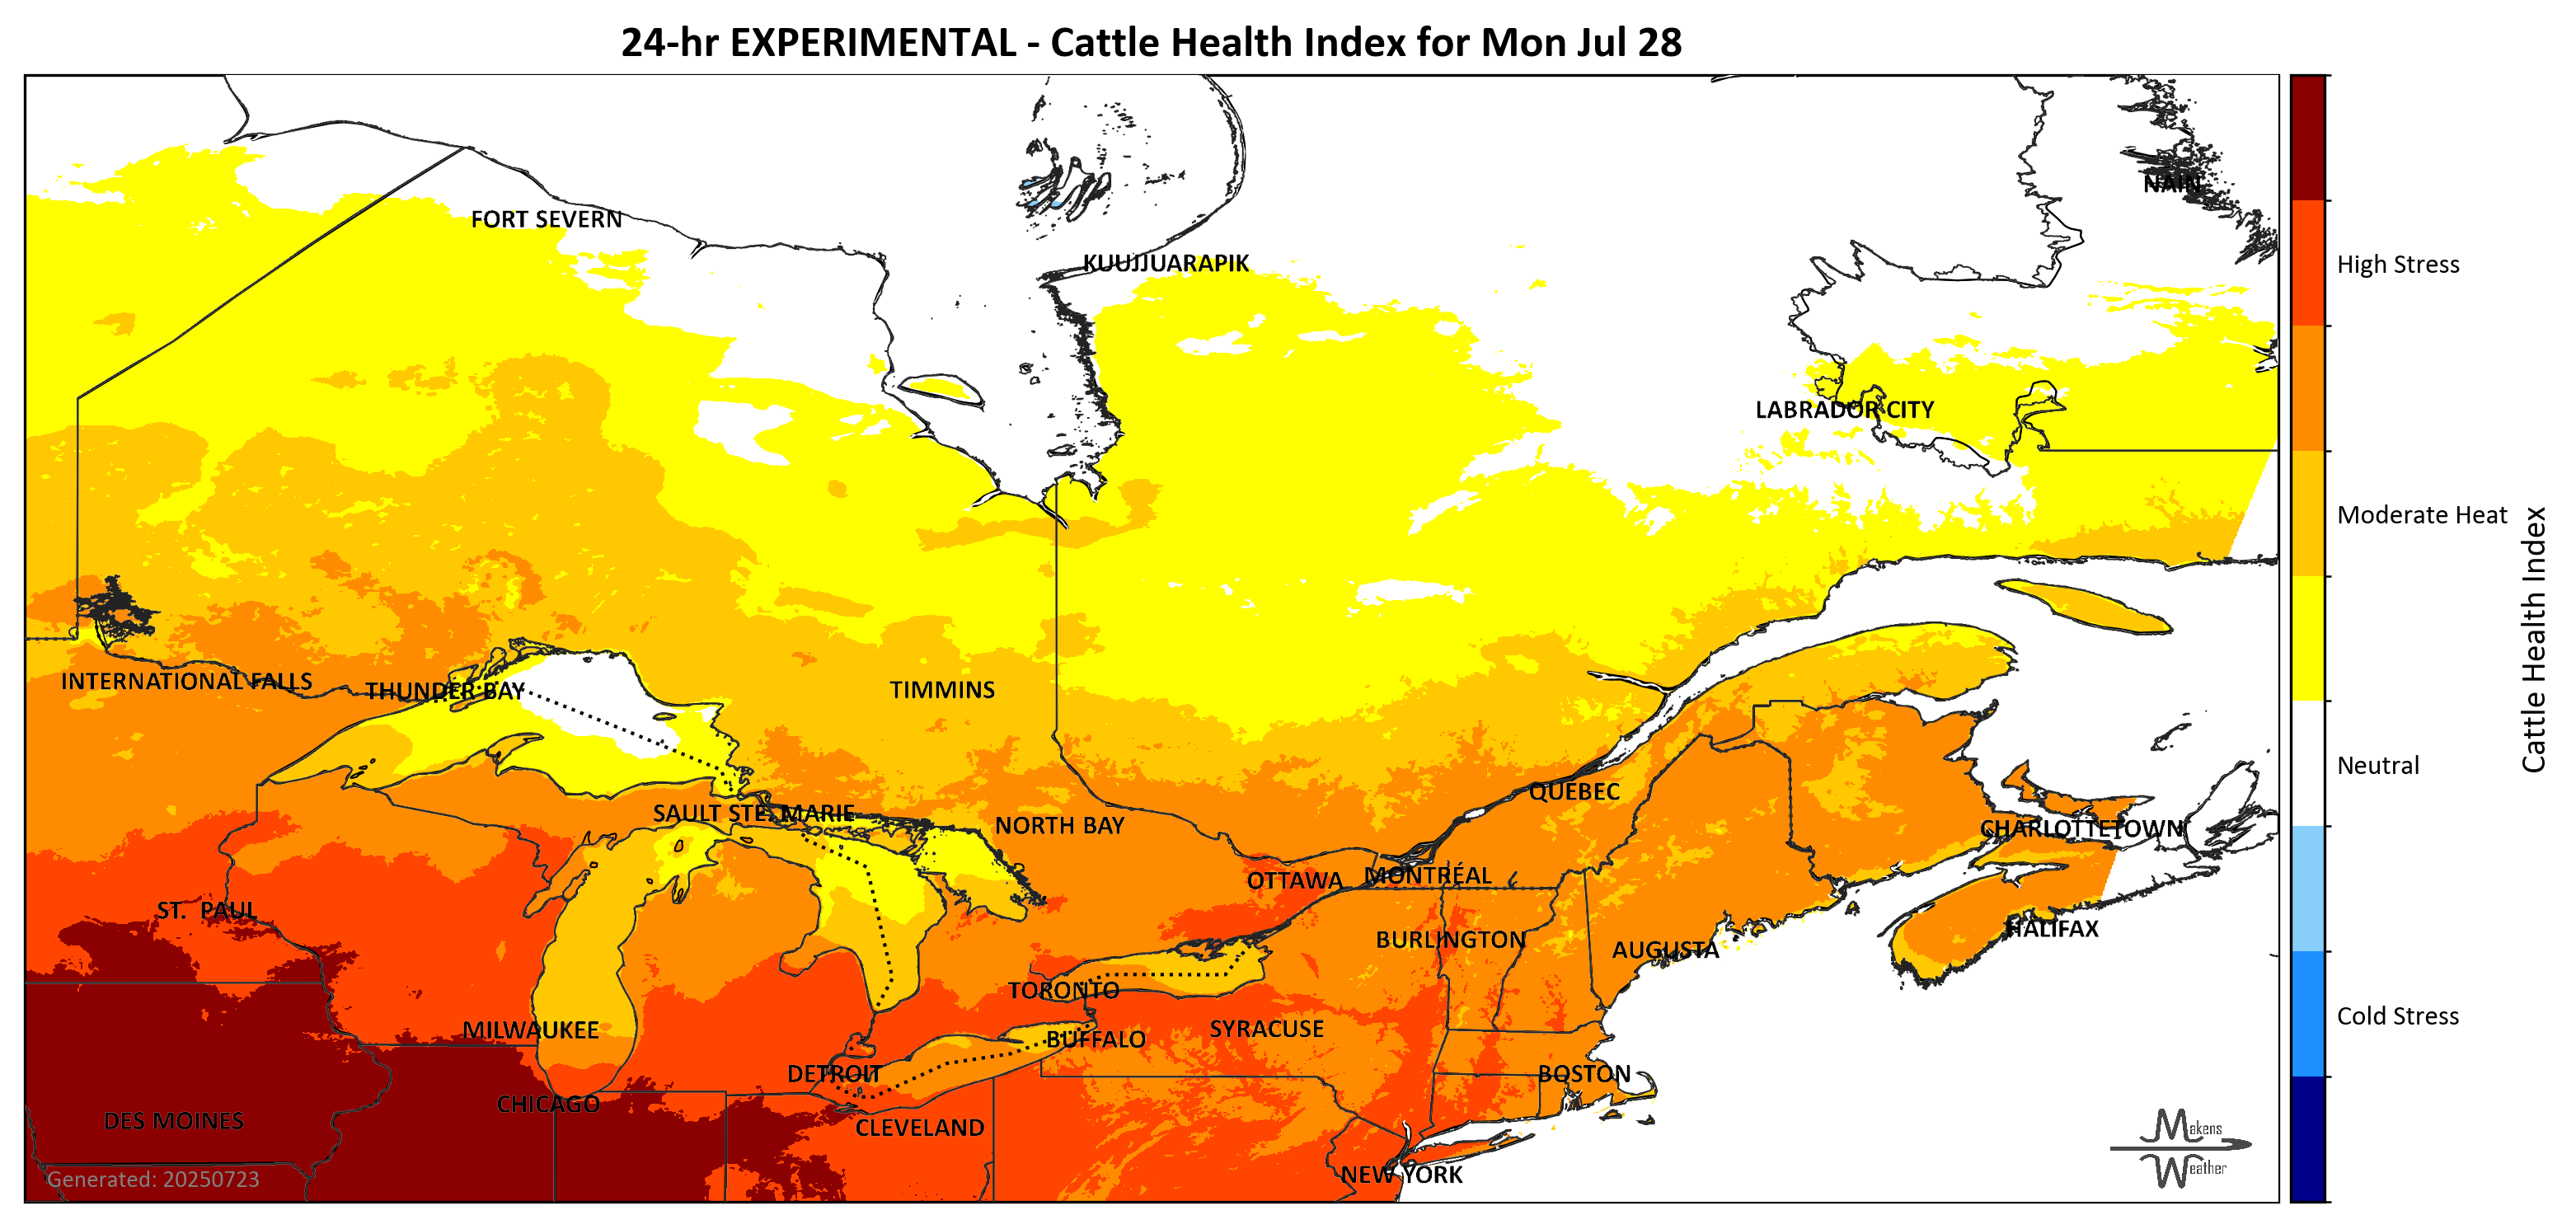 24-hr EXPERIMENTAL - Cattle Health Index for Mon Jul 28
NAIN
FORT SEVERN
KUUJJUARAPIK
High Stress
LABRADOR CITY
Moderate Heat
Cattle Health Index
INTERNATIONAL FALLS
THUNDER BAY
TIMMINS
Neutral
QUEBEC
SAULT STE. MARIE
NORTH BAY
CHARLOTTETOWN
OTTAWA
MONTRÉAL
ST. PAUL
HALIFAX
BURLINGTON
AUGUSTA
TORONTO
Cold Stress
MILWAUKEE
SYRACUSE
BUFFALO
DETROIT
BOSTON
CHICAGO
DES MOINES
CLEVELAND
Makens
Weather
NEW YORK
Generated: 20250723